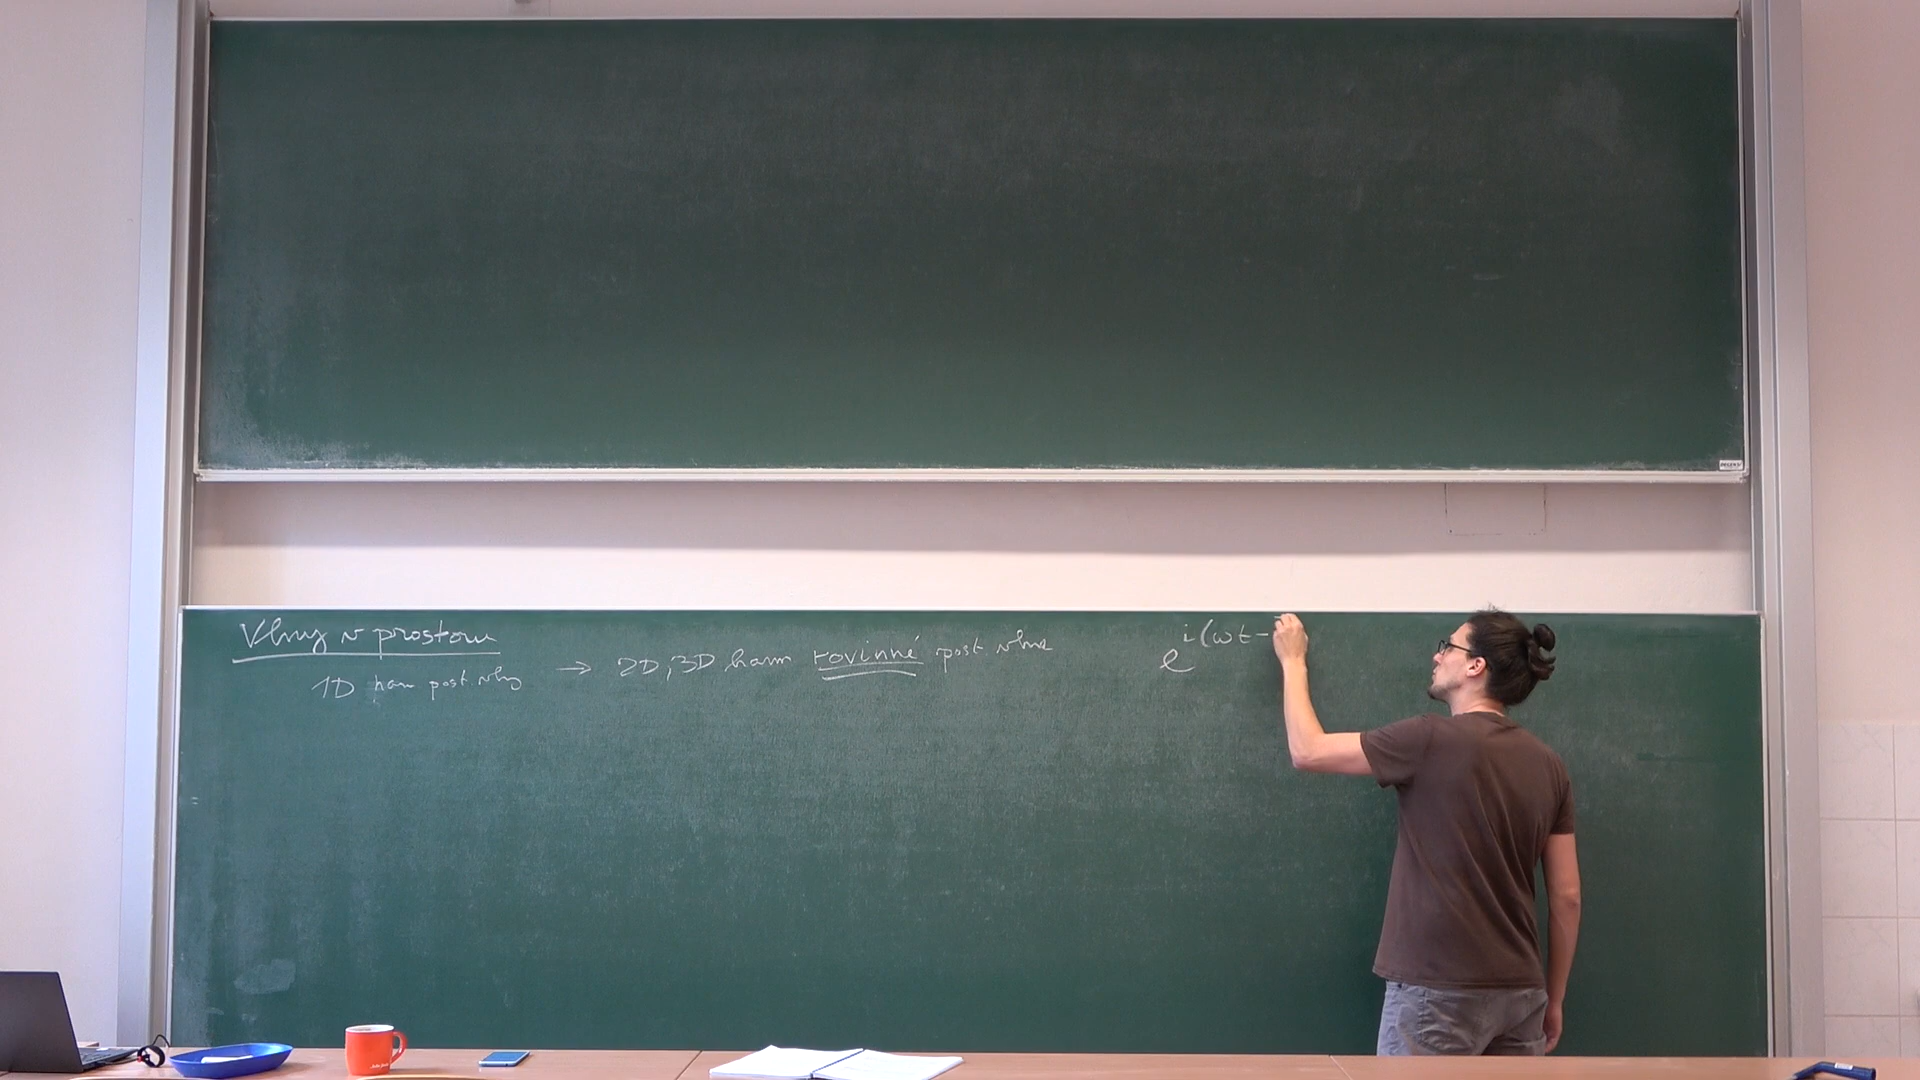 Vlny v prostoru
1D harm post. vlny → 2D, 3D harm rovinné post vlna
e^{i(ωt-